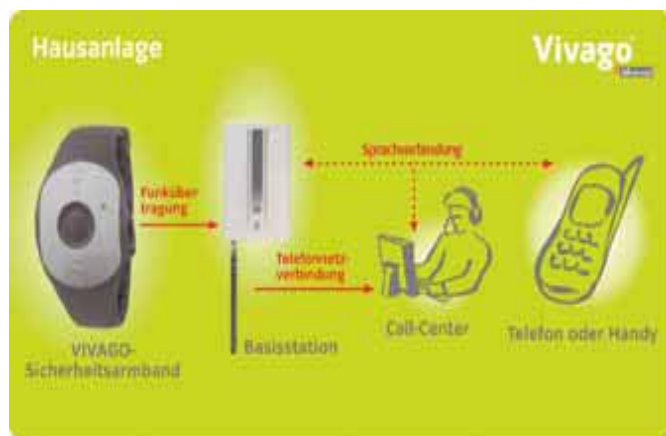 Hausanlage
Vivago
Sprachverbindung
Funküber
tragung
Telefonnetz-
verbindung
Call-Center
Telefon oder Handy
Basisstation
VIVAGO-
Sicherheitsarmband